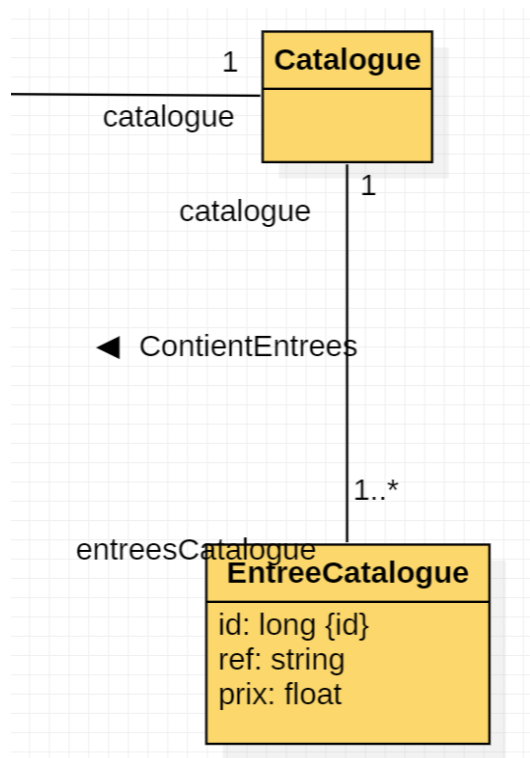 1
Catalogue
catalogue
1
catalogue
◀ ContientEntrees
1..*
entreesCatalogue
EntreeCatalogue
id: long {id}
ref: string
prix: float